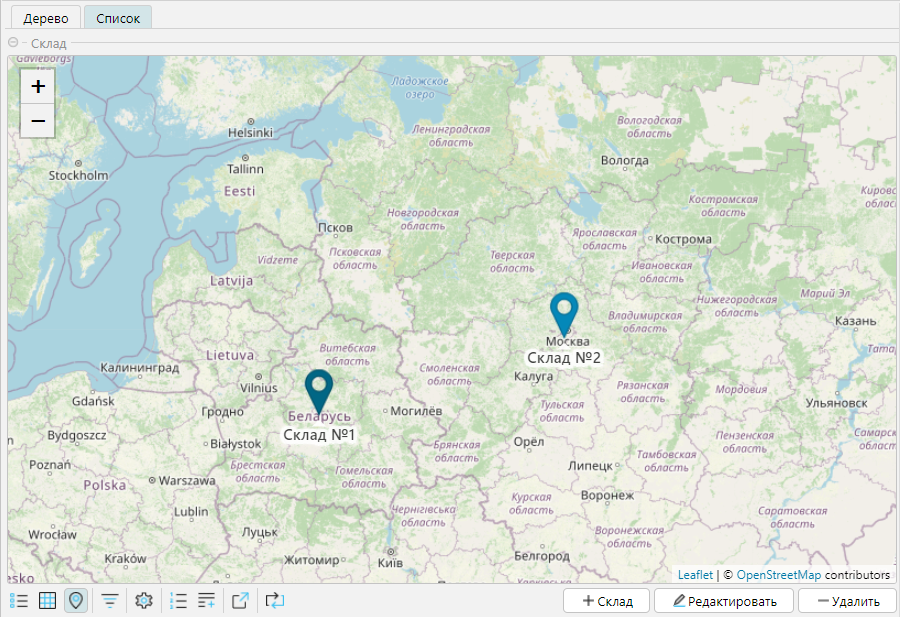 Дерево Список
Склад
Gävleborgs
+
−
Ладожское
озеро
Ленинградская
область
Вологодская
область
Helsinki
Вологда
Stockholm
Tallinn
Eesti
Кировская
Костромская
область
Новгородская
область
Псков
Ярославская
область
Кострома
Псковская
область
Vidzeme
Тверская
область
Ивановская
область
Latvija
Марий Эл
Нижегородская
область
Владимирская
область
Казань
Москва
Склад №2
Витебская
область
Lietuva
Калининград
Смоленская
область
Калуга
Vilnius
Рязанская
область
Мордовия
Gdańsk
Гродно
Беларусь
Могилёв
Тульская
область
Ульяновск
Склад №1
Bydgoszcz
Białystok
Орёл
Брянская
область
Пензенская
область
Poznań
Брестская
область
Гомельская
область
Тамбовская
область
Липецк
Polska
Warszawa
Воронеж
Курская
область
Lublin
Чернігівська
область
Саратовская
область
Wrocław
Луцьк
Воронежская
область
Kraków
Житомир
Київ
Белгород
Leaflet | © OpenStreetMap contributors
+ Склад Редактировать − Удалить